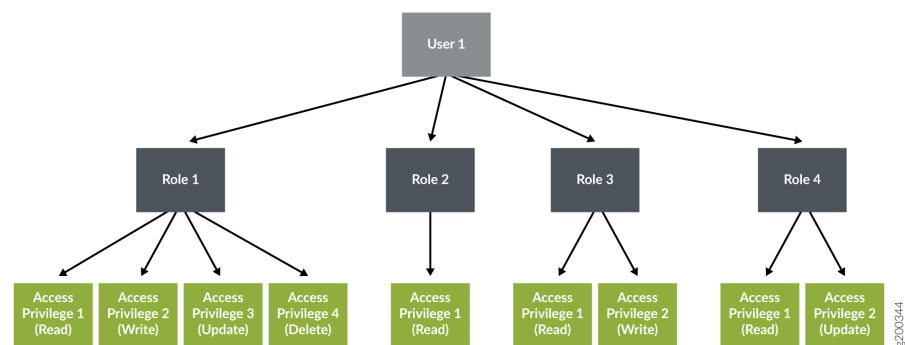 User 1
Role 1
Role 2
Role 3
Role 4
Access
Privilege 1
(Read)
Access
Privilege 2
(Write)
Access
Privilege 3
(Update)
Access
Privilege 4
(Delete)
Access
Privilege 1
(Read)
Access
Privilege 1
(Read)
Access
Privilege 2
(Write)
Access
Privilege 1
(Read)
Access
Privilege 2
(Update)
g200344